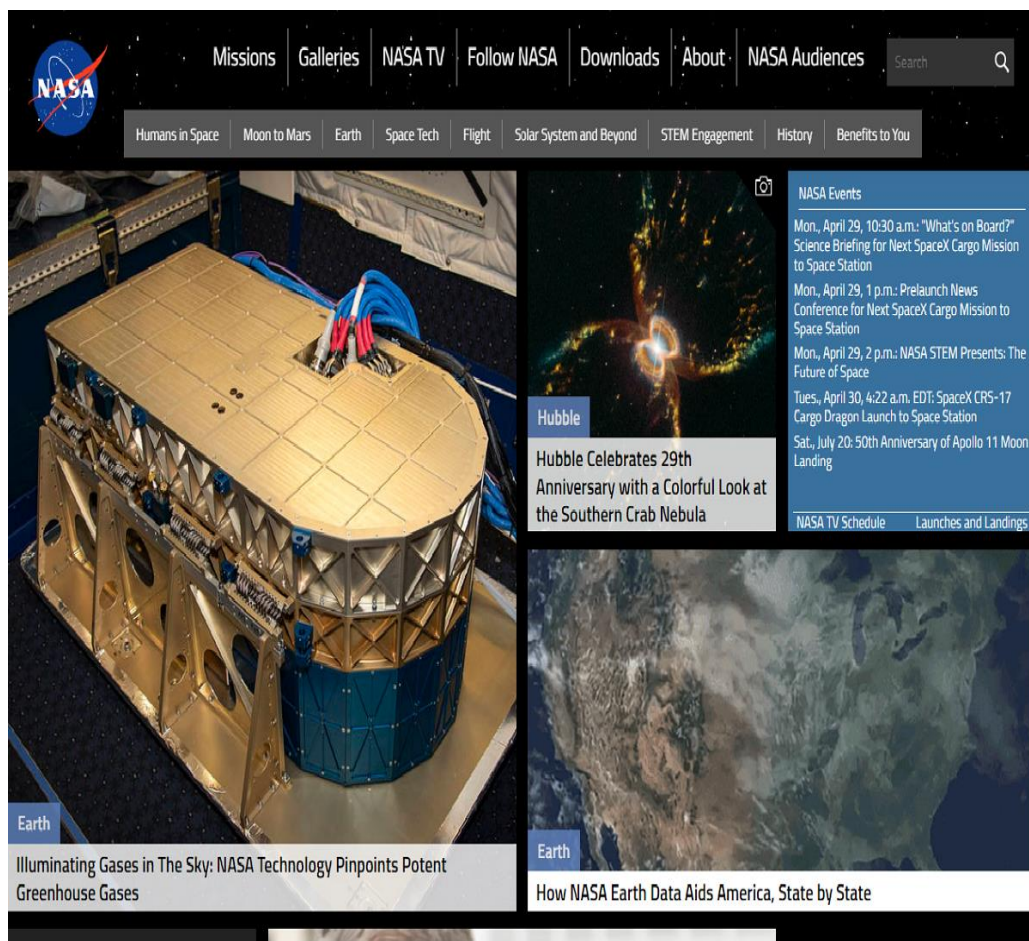 NASA
Missions
Galleries
NASA TV
Follow NASA
Downloads
About
NASA Audiences
Search
Humans in Space
Moon to Mars
Earth
Space Tech
Flight
Solar System and Beyond
STEM Engagement
History
Benefits to You
Earth
Illuminating Gases in The Sky: NASA Technology Pinpoints Potent
Greenhouse Gases
Hubble
Hubble Celebrates 29th
Anniversary with a Colorful Look at
the Southern Crab Nebula
NASA Events
Mon., April 29, 10:30 a.m.: "What's on Board?"
Science Briefing for Next SpaceX Cargo Mission
to Space Station
Mon., April 29, 1 p.m.: Prelaunch News
Conference for Next SpaceX Cargo Mission to
Space Station
Mon., April 29, 2 p.m.: NASA STEM Presents: The
Future of Space
Tues., April 30, 4:22 a.m. EDT: SpaceX CRS-17
Cargo Dragon Launch to Space Station
Sat., July 20: 50th Anniversary of Apollo 11 Moon
Landing
NASA TV Schedule
Launches and Landings
Earth
How NASA Earth Data Aids America, State by State